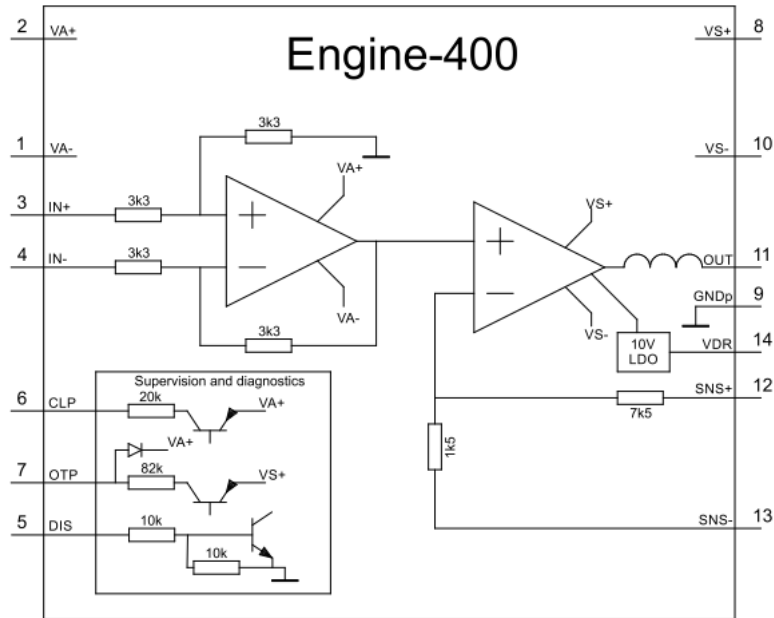 Engine-400
2 VA+
VS+ 8
1 VA-
VS- 10
3k3
VA+
3 IN+ 3k3
4 IN- 3k3
VA-
3k3
VS+
OUT 11
GNDp 9
VS-
10V
LDO
VDR 14
SNS+ 12
7k5
1k5
SNS- 13
Supervision and diagnostics
6 CLP 20k VA+
VA+
7 OTP 82k VS+
5 DIS 10k
10k